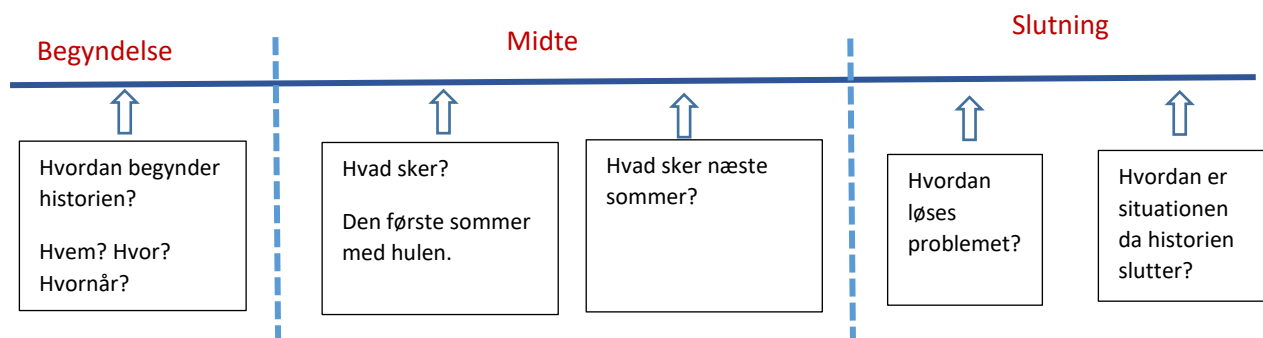 Begyndelse
Midte
Slutning
Hvordan begynder
historien?
Hvem? Hvor?
Hvornår?
Hvad sker?
Den første sommer
med hulen.
Hvad sker næste
sommer?
Hvordan
løses
problemet?
Hvordan er
situationen
da historien
slutter?